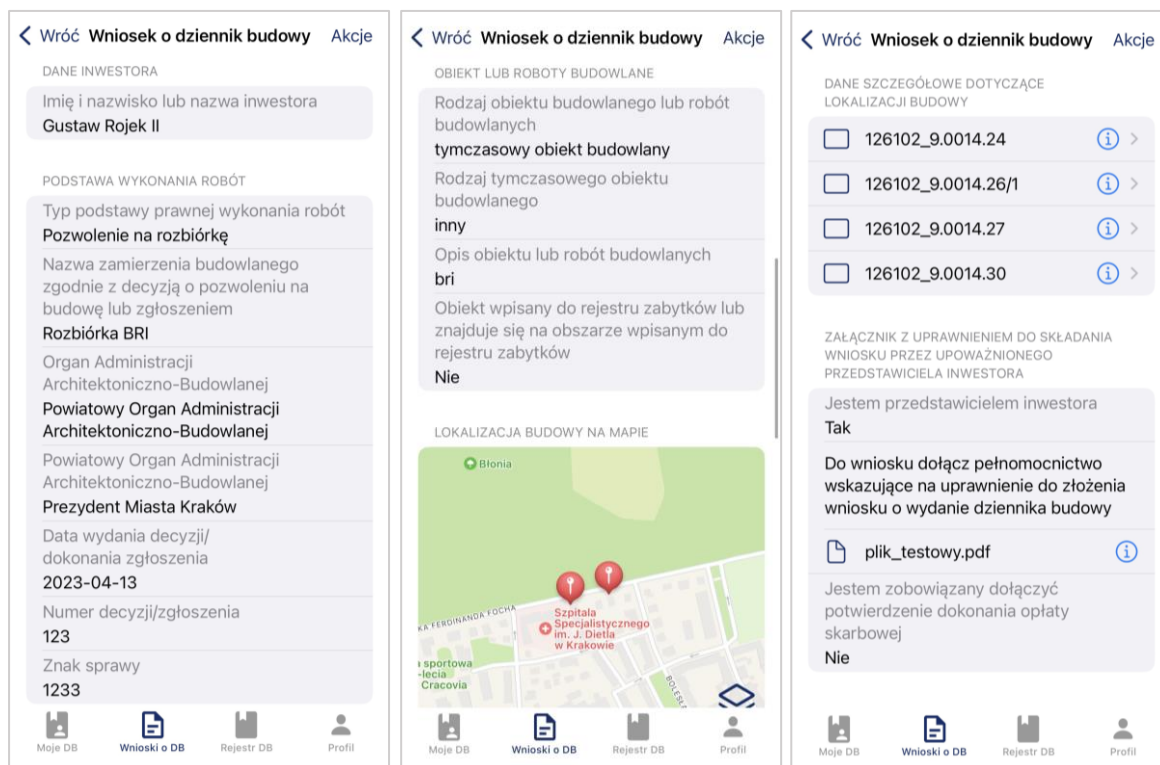 Wróć Wniosek o dziennik budowy Akcje
DANE INWESTORA
Imię i nazwisko lub nazwa inwestora
Gustaw Rojek II
PODSTAWA WYKONANIA ROBÓT
Typ podstawy prawnej wykonania robót
Pozwolenie na rozbiórkę
Nazwa zamierzenia budowlanego
zgodnie z decyzją o pozwoleniu na
budowę lub zgłoszeniem
Rozbiórka BRI
Organ Administracji
Architektoniczno-Budowlanej
Powiatowy Organ Administracji
Architektoniczno-Budowlanej
Powiatowy Organ Administracji
Architektoniczno-Budowlanej
Prezydent Miasta Kraków
Data wydania decyzji/
dokonania zgłoszenia
2023-04-13
Numer decyzji/zgłoszenia
123
Znak sprawy
1233
Moje DB Wnioski o DB Rejestr DB Profil
Wróć Wniosek o dziennik budowy Akcje
OBIEKT LUB ROBOTY BUDOWLANE
Rodzaj obiektu budowlanego lub robót
budowlanych
tymczasowy obiekt budowlany
Rodzaj tymczasowego obiektu
budowlanego
inny
Opis obiektu lub robót budowlanych
bri
Obiekt wpisany do rejestru zabytków lub
znajduje się na obszarze wpisanym do
rejestru zabytków
Nie
LOKALIZACJA BUDOWY NA MAPIE
Błonia
KA FERDINANDA FOCHA
Szpitala
Specjalistycznego
im. J. Dietla
w Krakowie
a sportowa
-lecia
Cracovia
BOLESŁ
Moje DB Wnioski o DB Rejestr DB Profil
Wróć Wniosek o dziennik budowy Akcje
DANE SZCZEGÓŁOWE DOTYCZĄCE
LOKALIZACJI BUDOWY
126102_9.0014.24
126102_9.0014.26/1
126102_9.0014.27
126102_9.0014.30
ZAŁĄCZNIK Z UPRAWNIENIEM DO SKŁADANIA
WNIOSKU PRZEZ UPOWAŻNIONEGO
PRZEDSTAWICIELA INWESTORA
Jestem przedstawicielem inwestora
Tak
Do wniosku dołącz pełnomocnictwo
wskazujące na uprawnienie do złożenia
wniosku o wydanie dziennika budowy
plik_testowy.pdf
Jestem zobowiązany dołączyć
potwierdzenie dokonania opłaty
skarbowej
Nie
Moje DB Wnioski o DB Rejestr DB Profil